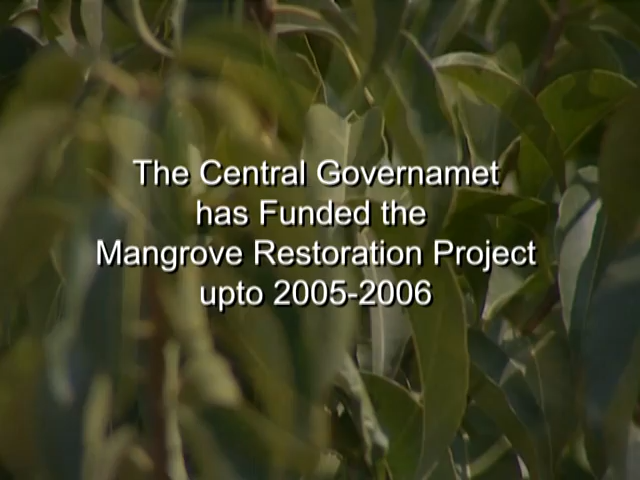 The Central Governamet
has Funded the
Mangrove Restoration Project
upto 2005-2006